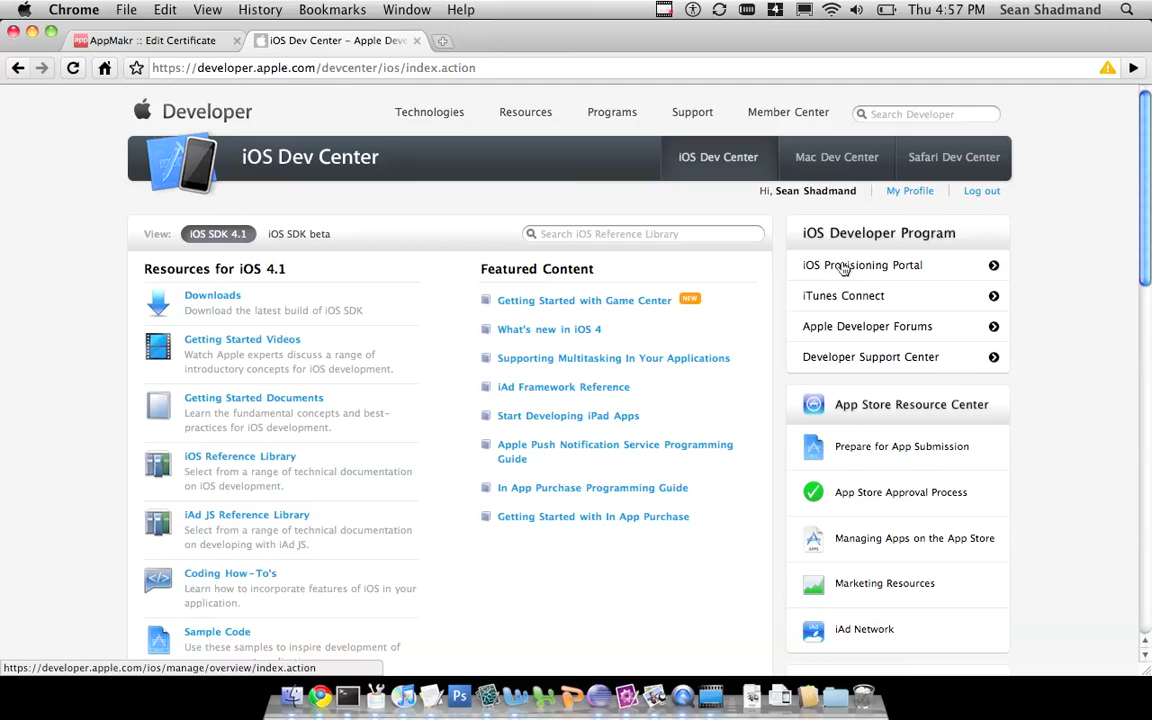 Chrome File Edit View History Bookmarks Window Help Thu 4:57 PM Sean Shadmand
AppMakr :: Edit Certificate iOS Dev Center – Apple Deve
https://developer.apple.com/devcenter/ios/index.action
Developer Technologies Resources Programs Support Member Center Search Developer
iOS Dev Center iOS Dev Center Mac Dev Center Safari Dev Center
Hi, Sean Shadmand My Profile Log out
View: iOS SDK 4.1 iOS SDK beta Search iOS Reference Library
Resources for iOS 4.1
Downloads
Download the latest build of iOS SDK
Getting Started Videos
Watch Apple experts discuss a range of
introductory concepts for iOS development.
Getting Started Documents
Learn the fundamental concepts and best-
practices for iOS development.
iOS Reference Library
Select from a range of technical documentation
on iOS development.
iAd JS Reference Library
Select from a range of technical documentation
on developing with iAd JS.
Coding How-To's
Learn how to incorporate features of iOS in your
application.
Sample Code
Use these samples to inspire development of
Featured Content
Getting Started with Game Center NEW
What's new in iOS 4
Supporting Multitasking In Your Applications
iAd Framework Reference
Start Developing iPad Apps
Apple Push Notification Service Programming
Guide
In App Purchase Programming Guide
Getting Started with In App Purchase
iOS Developer Program
iOS Provisioning Portal
iTunes Connect
Apple Developer Forums
Developer Support Center
App Store Resource Center
Prepare for App Submission
App Store Approval Process
APPS
Managing Apps on the App Store
Marketing Resources
iAd
iAd Network
https://developer.apple.com/ios/manage/overview/index.action
Ps